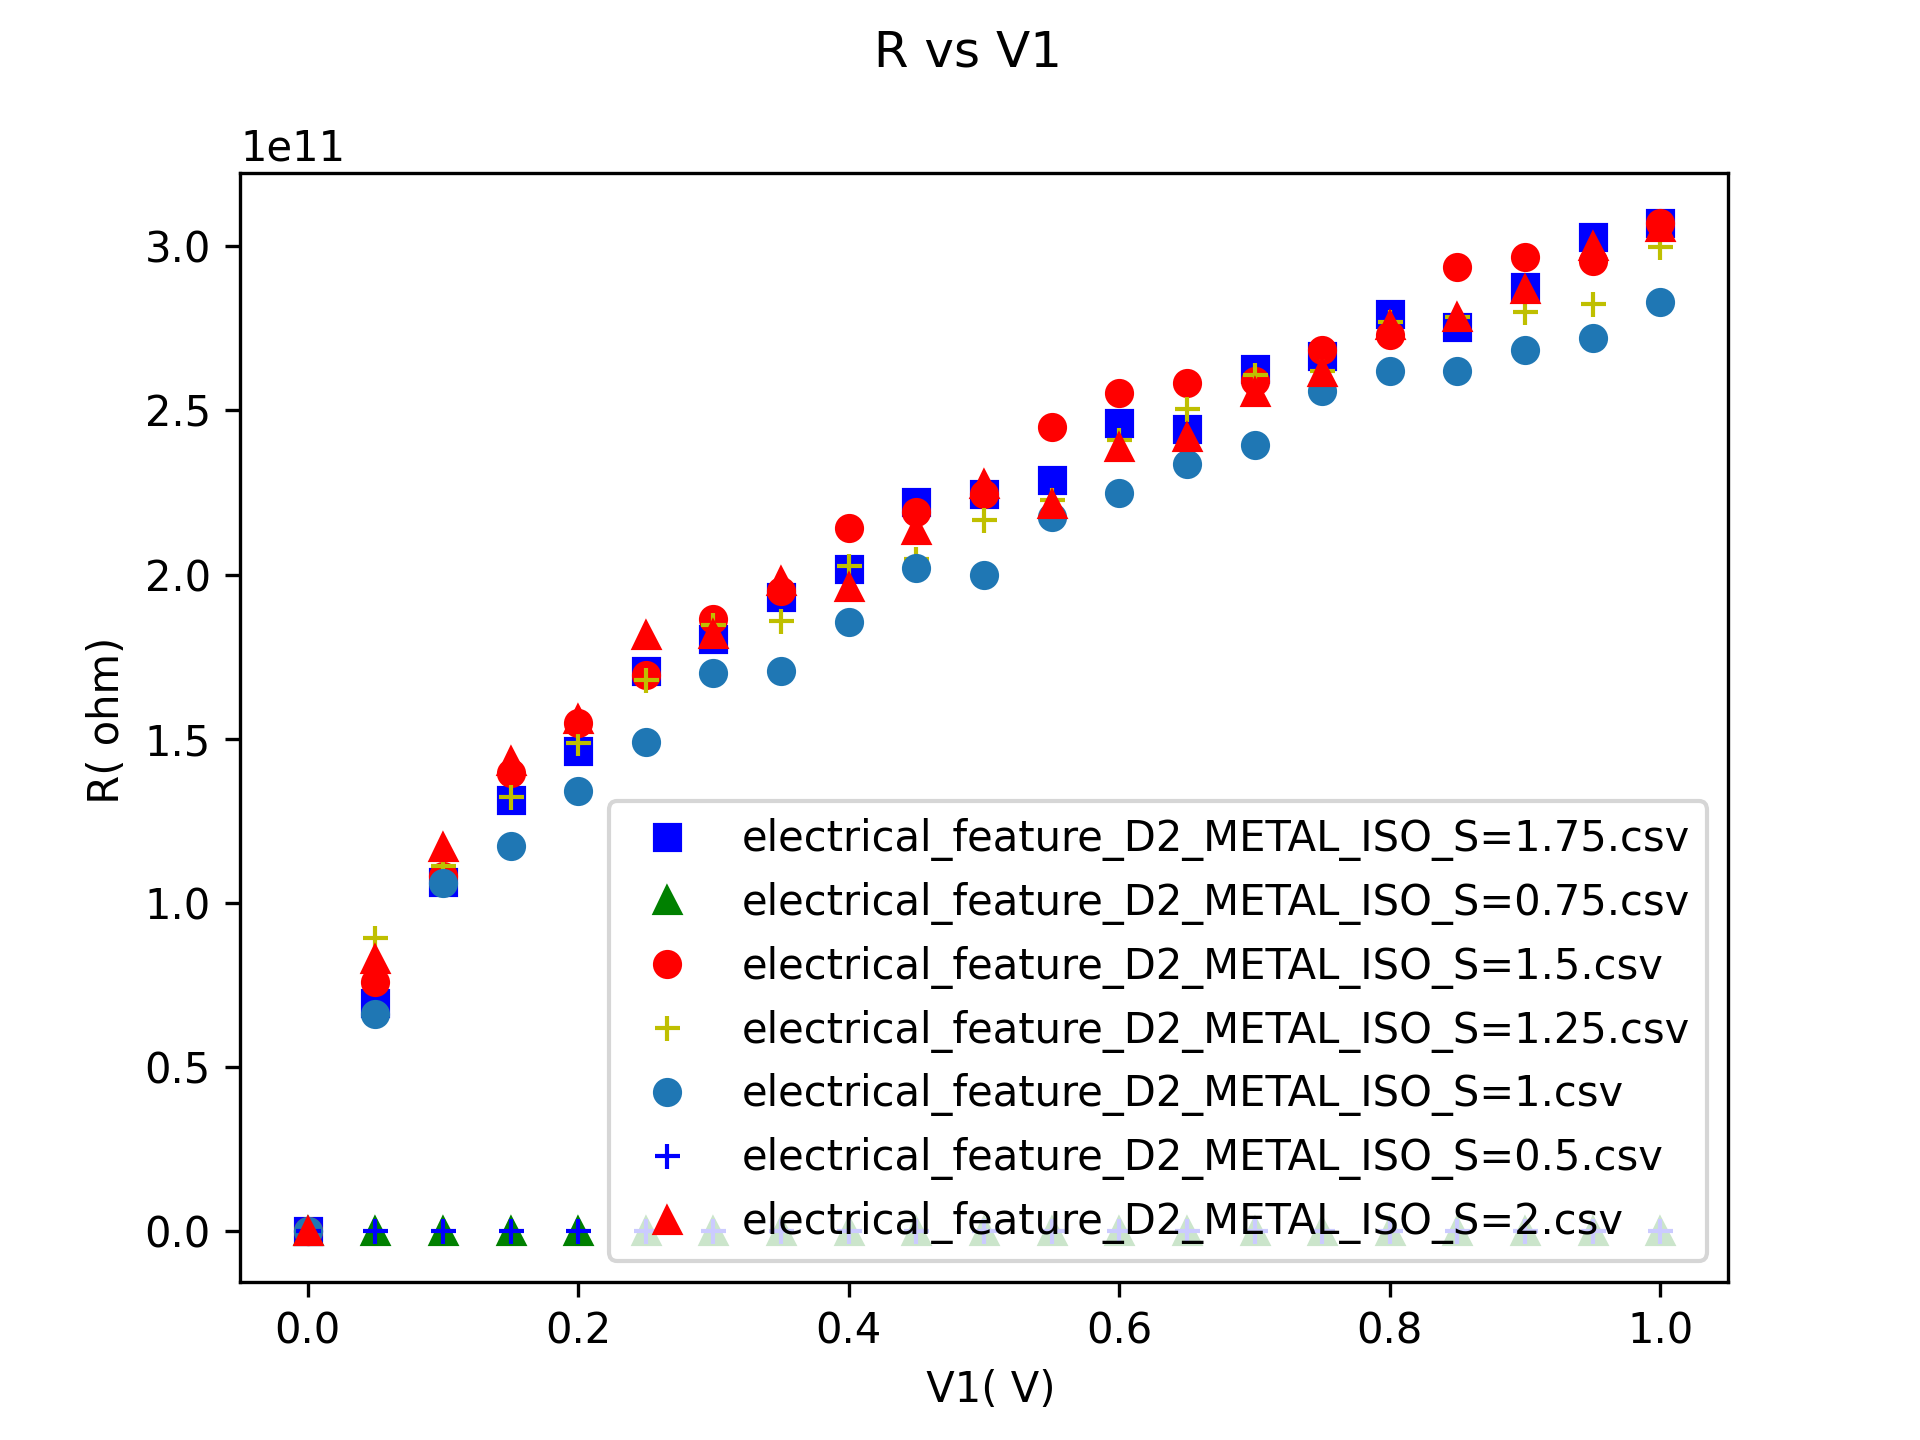 R vs V1
1e11
3.0
2.5
2.0
1.5
1.0
0.5
0.0
R( ohm)
electrical_feature_D2_METAL_ISO_S=1.75.csv
electrical_feature_D2_METAL_ISO_S=0.75.csv
electrical_feature_D2_METAL_ISO_S=1.5.csv
electrical_feature_D2_METAL_ISO_S=1.25.csv
electrical_feature_D2_METAL_ISO_S=1.csv
electrical_feature_D2_METAL_ISO_S=0.5.csv
electrical_feature_D2_METAL_ISO_S=2.csv
0.0 0.2 0.4 0.6 0.8 1.0
V1( V)